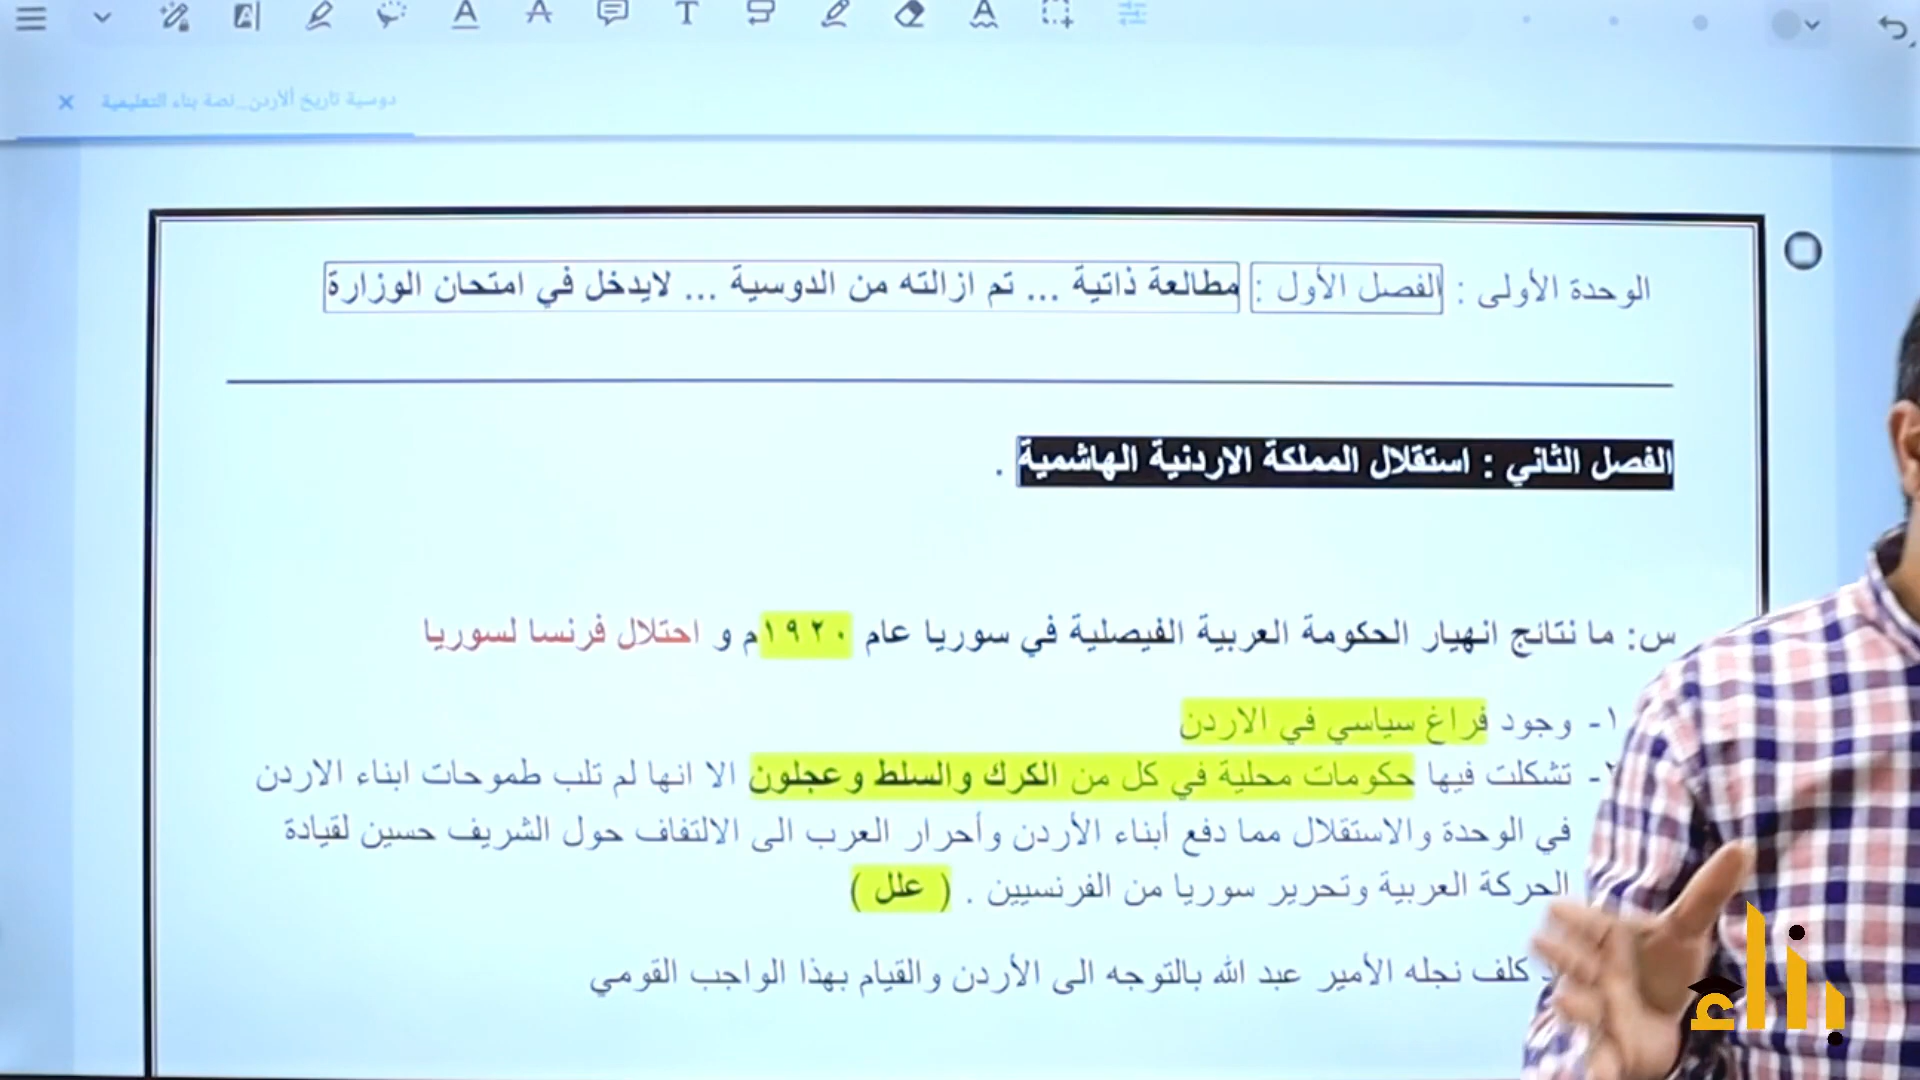 دوسية تاريخ ألأردن_نصة بناء التعليمية
الوحدة الأولى : الفصل الأول : مطالعة ذاتية ... تم ازالته من الدوسية ... لايدخل في امتحان الوزارة
الفصل الثاني : استقلال المملكة الاردنية الهاشمية .
س: ما نتائج انهيار الحكومة العربية الفيصلية في سوريا عام ١٩٢٠م و احتلال فرنسا لسوريا
١- وجود فراغ سياسي في الاردن
٢- تشكلت فيها حكومات محلية في كل من الكرك والسلط وعجلون الا انها لم تلب طموحات ابناء الاردن
في الوحدة والاستقلال مما دفع أبناء الأردن وأحرار العرب الى الالتفاف حول الشريف حسين لقيادة
الحركة العربية وتحرير سوريا من الفرنسيين . ( علل )
كلف نجله الأمير عبد الله بالتوجه الى الأردن والقيام بهذا الواجب القومي
بناء